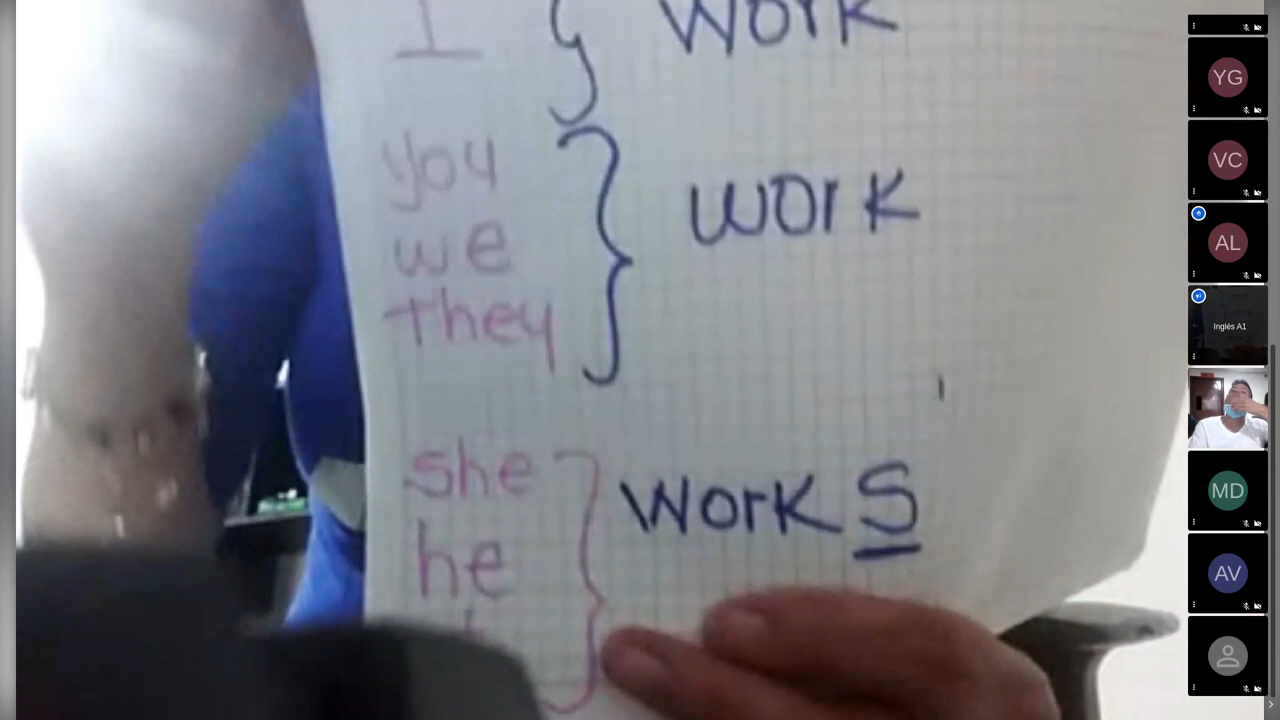 I work
you
we
they
work
she
he
works
YG
VC
AL
Inglés A1
MD
AV